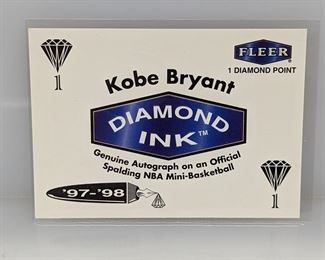 FLEER
1 DIAMOND POINT
1
Kobe Bryant
DIAMOND
INK™
Genuine Autograph on an Official
Spalding NBA Mini-Basketball
'97-'98
1